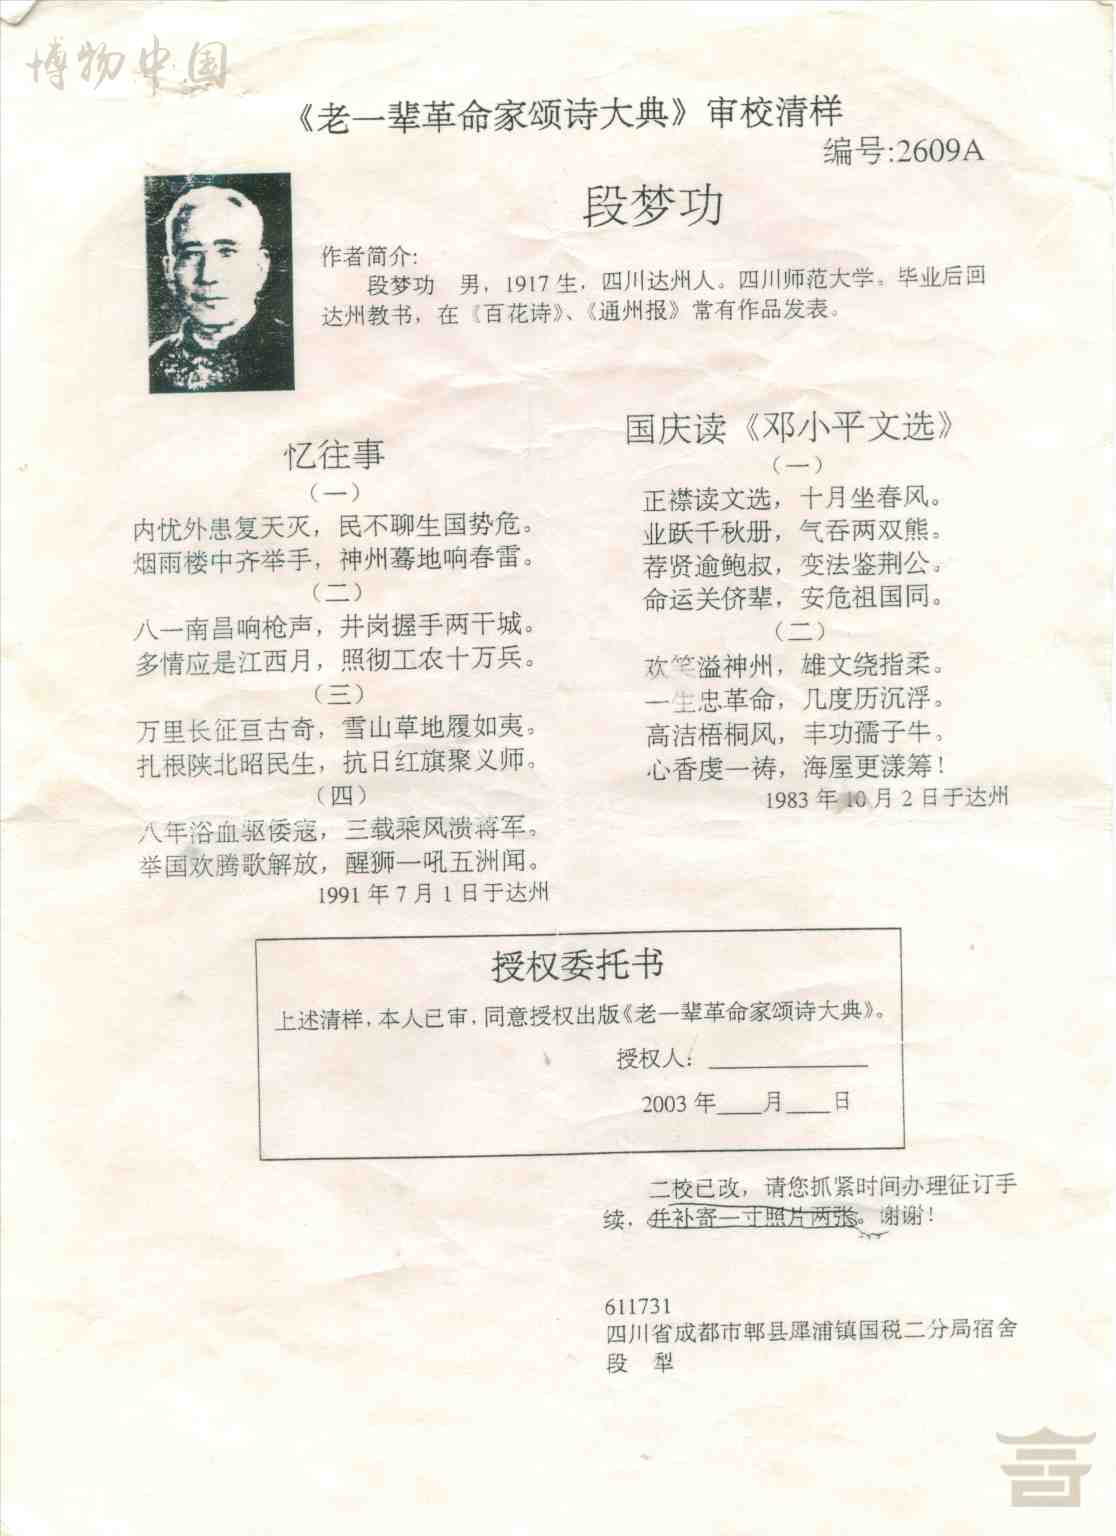 博物中国
《老一辈革命家颂诗大典》审校清样
编号:2609A
段梦功
作者简介:
段梦功 男，1917生，四川达州人。四川师范大学。毕业后回
达州教书，在《百花诗》、《通州报》常有作品发表。
忆往事
（一）
内忧外患复天灭，民不聊生国势危。
烟雨楼中齐举手，神州蓦地响春雷。
（二）
八一南昌响枪声，井岗握手两干城。
多情应是江西月，照彻工农十万兵。
（三）
万里长征亘古奇，雪山草地履如夷。
扎根陕北昭民生，抗日红旗聚义师。
（四）
八年浴血驱倭寇，三载乘风溃蒋军。
举国欢腾歌解放，醒狮一吼五洲闻。
1991年7月1日于达州
国庆读《邓小平文选》
（一）
正襟读文选，十月坐春风。
业跃千秋册，气吞两双熊。
荐贤逾鲍叔，变法鉴荆公。
命运关侪辈，安危祖国同。
（二）
欢笑溢神州，雄文绕指柔。
一生忠革命，几度历沉浮。
高洁梧桐风，丰功孺子牛。
心香虔一祷，海屋更漾筹！
1983年10月2日于达州
授权委托书
上述清样，本人已审，同意授权出版《老一辈革命家颂诗大典》。
授权人：
2003年____月____日
二校已改，请您抓紧时间办理征订手
续，并补寄一寸照片两张。谢谢！
611731
四川省成都市郫县犀浦镇国税二分局宿舍
段 犁